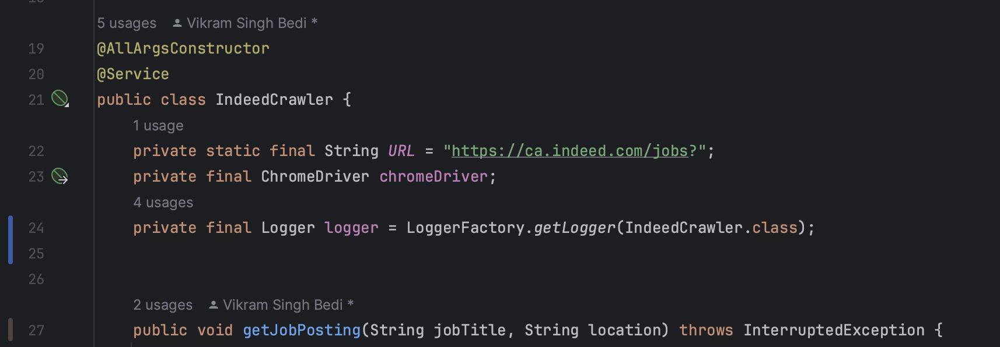 5 usages Vikram Singh Bedi *
19 @AllArgsConstructor
20 @Service
21 public class IndeedCrawler {
1 usage
22 private static final String URL = "https://ca.indeed.com/jobs?";
23 private final ChromeDriver chromeDriver;
4 usages
24 private final Logger logger = LoggerFactory.getLogger(IndeedCrawler.class);
25
26
2 usages Vikram Singh Bedi *
27 public void getJobPosting(String jobTitle, String location) throws InterruptedException {